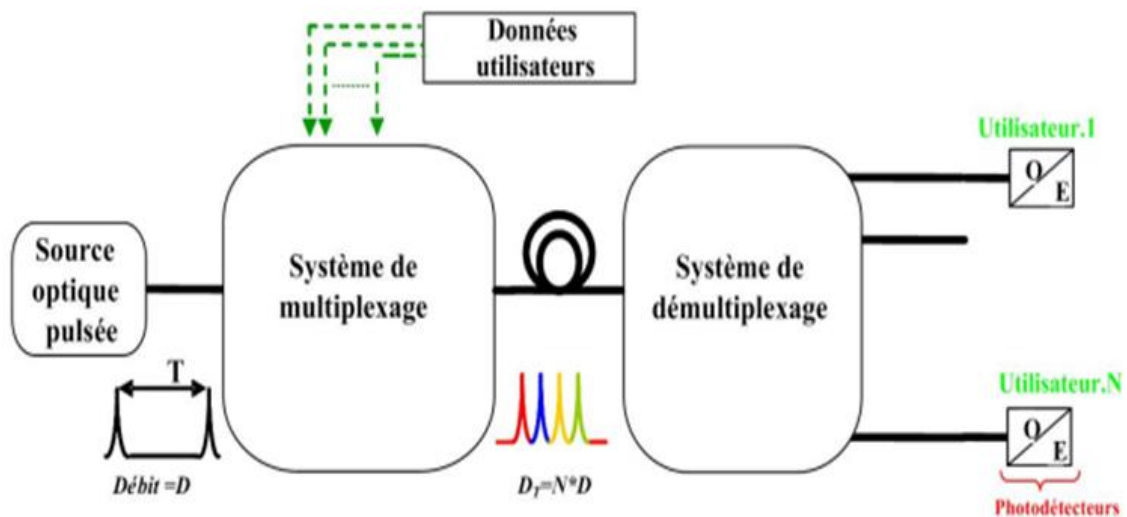 Données
utilisateurs
Utilisateur.1
O
E
Source
optique
pulsée
Système de
multiplexage
Système de
démultiplexage
T
Débit =D
D_T=N*D
Utilisateur.N
O
E
Photodétecteurs